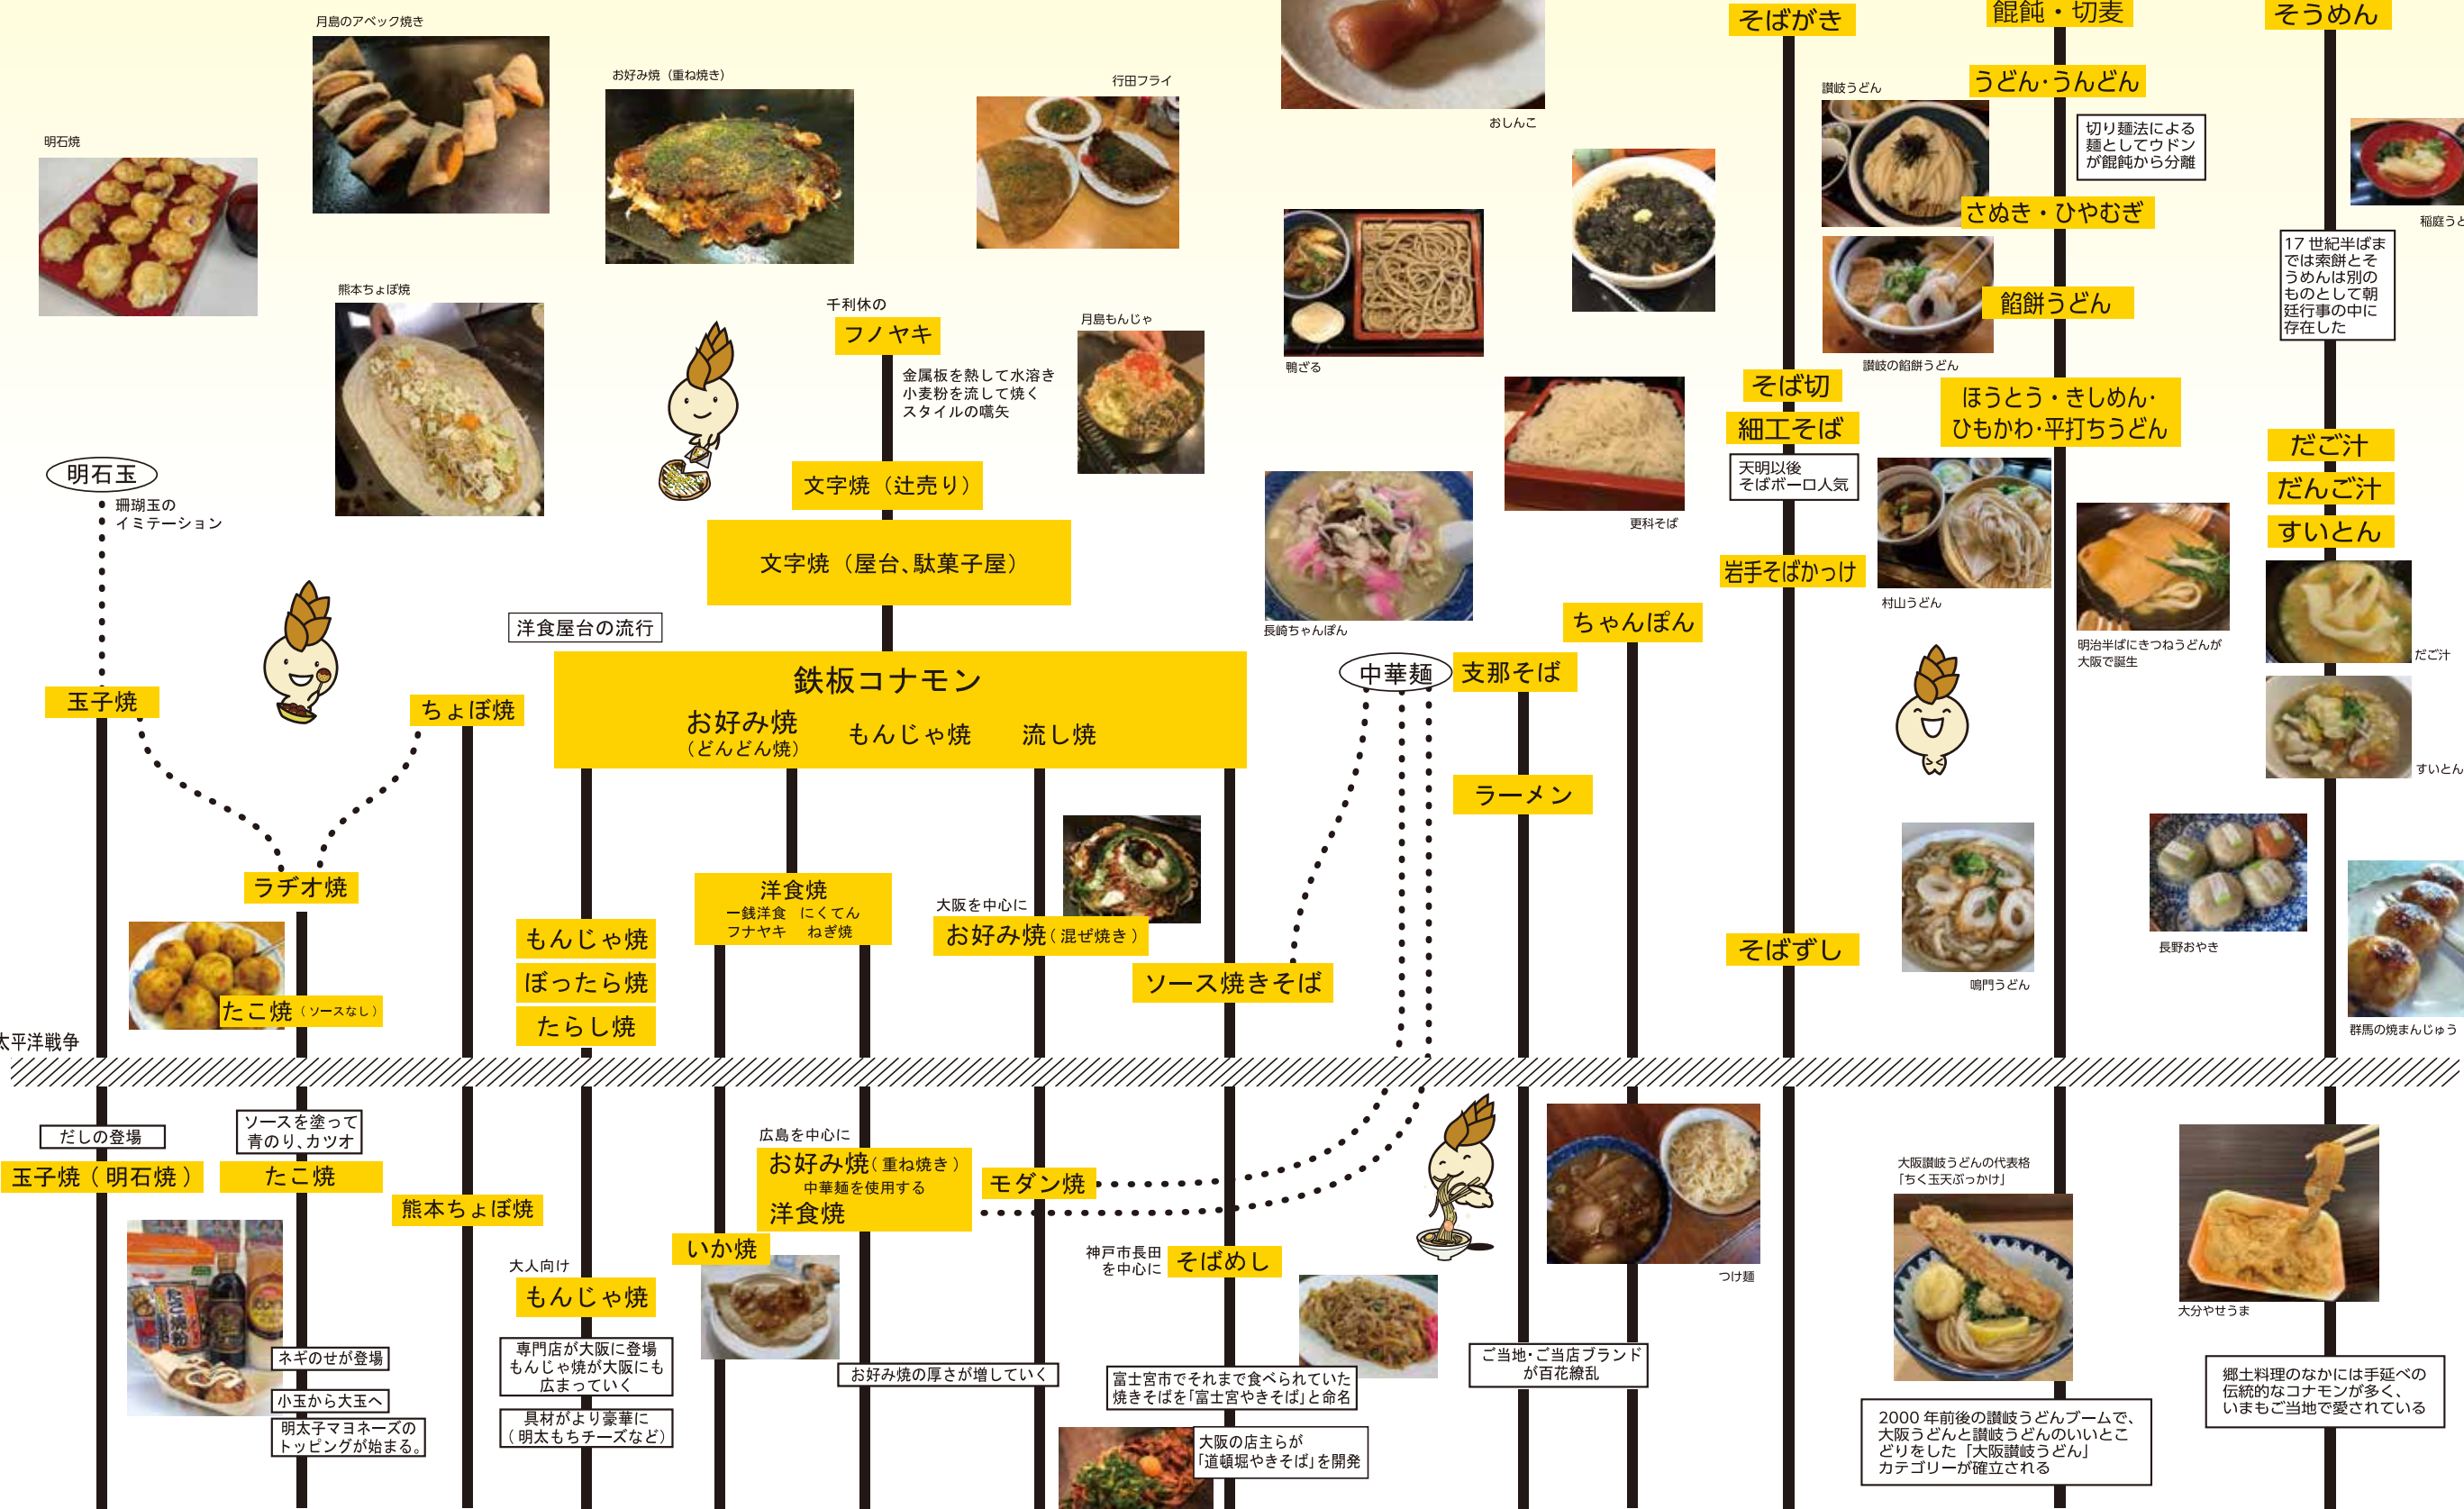 月島のアベック焼き
そばがき
餛飩・切麦
そうめん
お好み焼（重ね焼き）
行田フライ
うどん・うんどん
讃岐うどん
おしんこ
切り麺法による
麺としてウドン
が餛飩から分離
明石焼
さぬき・ひやむぎ
17 世紀半ばま
では索餅とそ
うめんは別の
ものとして朝
廷行事の中に
存在した
熊本ちょぼ焼
千利休の
フノヤキ
月島もんじゃ
餡餅うどん
鴨ざる
讃岐の餡餅うどん
金属板を熱して水溶き
小麦粉を流して焼く
スタイルの嚆矢
そば切
細工そば
ほうとう・きしめん・
ひもかわ・平打ちうどん
だご汁
だんご汁
すいとん
明石玉
珊瑚玉の
イミテーション
文字焼（辻売り）
天明以後
そばボーロ人気
更科そば
文字焼（屋台、駄菓子屋）
岩手そばかっけ
村山うどん
洋食屋台の流行
長崎ちゃんぽん
ちゃんぽん
明治半ばにきつねうどんが
大阪で誕生
だご汁
鉄板コナモン
お好み焼
（どんどん焼）
もんじゃ焼
流し焼
中華麺
支那そば
玉子焼
ちょぼ焼
すいとん
ラーメン
ラヂオ焼
洋食焼
一銭洋食　にくてん
フナヤキ　ねぎ焼
大阪を中心に
お好み焼（混ぜ焼き）
もんじゃ焼
ぼったら焼
たらし焼
ソース焼きそば
そばずし
長野おやき
鳴門うどん
たこ焼（ソースなし）
群馬の焼まんじゅう
太平洋戦争
だしの登場
玉子焼（明石焼）
ソースを塗って
青のり、カツオ
たこ焼
熊本ちょぼ焼
広島を中心に
お好み焼（重ね焼き）
中華麺を使用する
洋食焼
モダン焼
いか焼
大人向け
もんじゃ焼
神戸市長田
を中心に
そばめし
つけ麺
大阪讃岐うどんの代表格
「ちく玉天ぶっかけ」
大分やせうま
ネギのせが登場
小玉から大玉へ
明太子マヨネーズの
トッピングが始まる。
専門店が大阪に登場
もんじゃ焼が大阪にも
広まっていく
具材がより豪華に
（明太もちチーズなど）
お好み焼の厚さが増していく
富士宮市でそれまで食べられていた
焼きそばを「富士宮やきそば」と命名
大阪の店主らが
「道頓堀やきそば」を開発
ご当地・ご当店ブランド
が百花繚乱
2000 年前後の讃岐うどんブームで、
大阪うどんと讃岐うどんのいいとこ
どりをした「大阪讃岐うどん」
カテゴリーが確立される
郷土料理のなかには手延べの
伝統的なコナモンが多く、
いまもご当地で愛されている